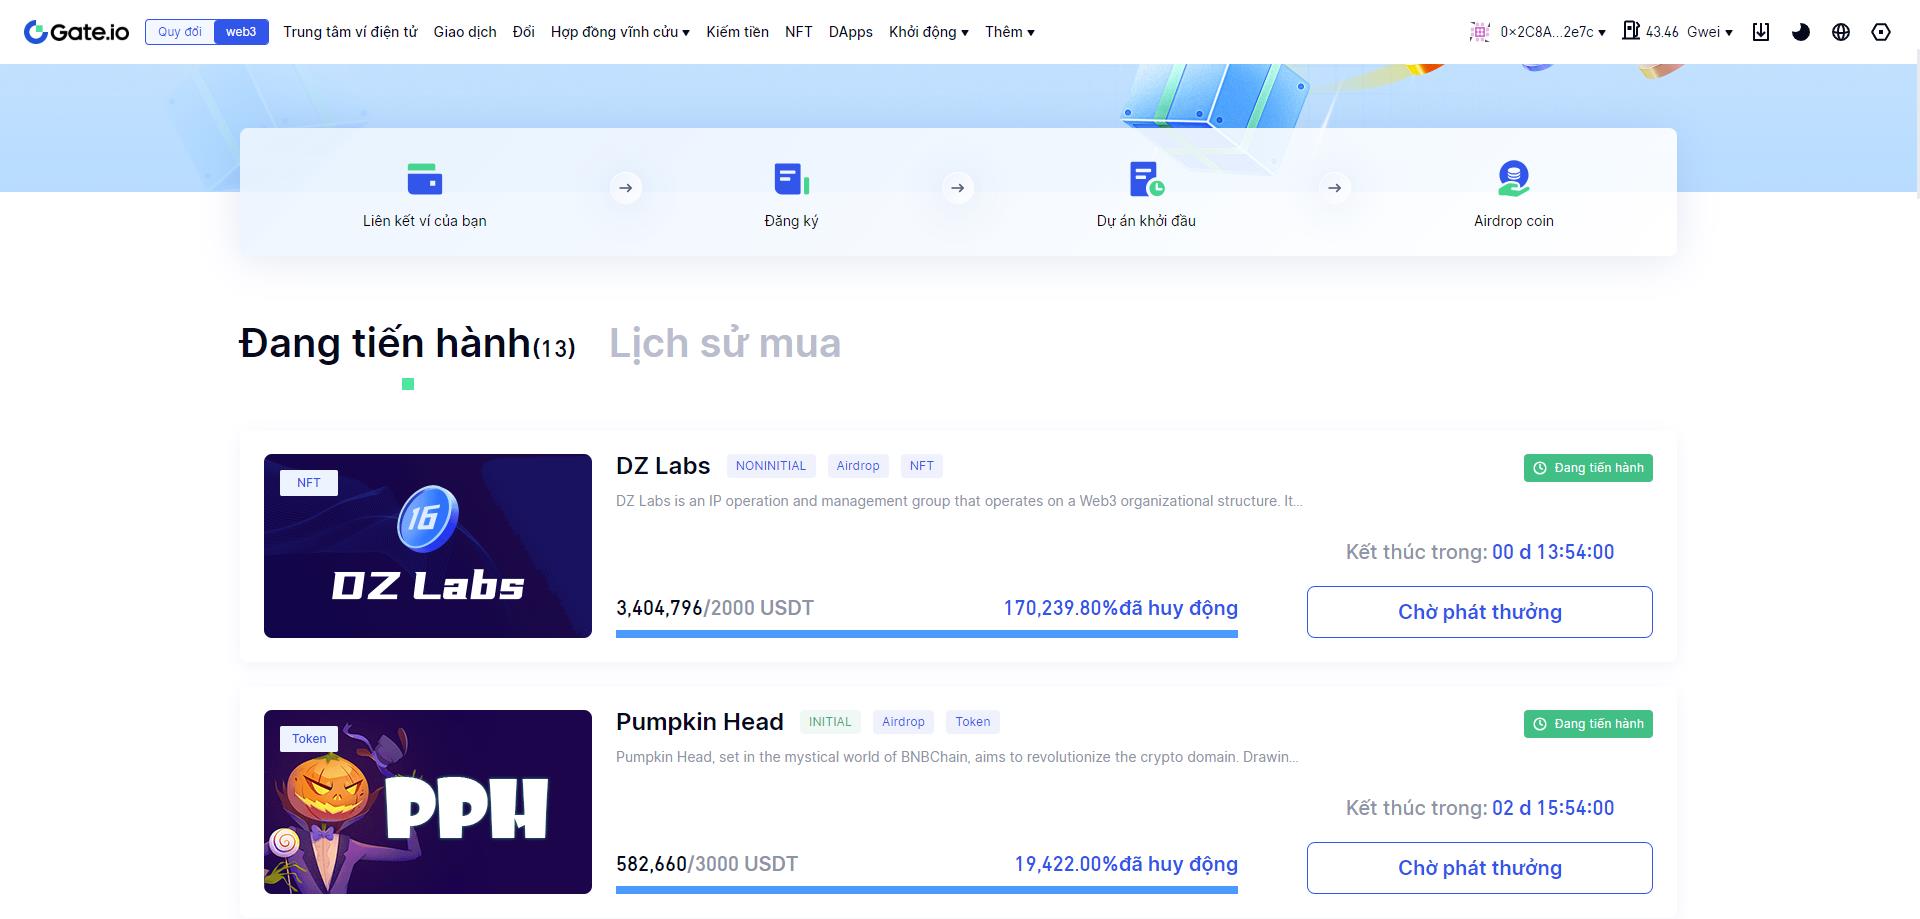 Gate.io Quy đổi web3 Trung tâm ví điện tử Giao dịch Đổi Hợp đồng vĩnh cửu Kiếm tiền NFT DApps Khởi động Thêm 0x2C8A...2e7c 43.46 Gwei
Liên kết ví của bạn Đăng ký Dự án khởi đầu Airdrop coin
Đang tiến hành(13) Lịch sử mua
NFT
16
DZ Labs
DZ Labs NONINITIAL Airdrop NFT Đang tiến hành
DZ Labs is an IP operation and management group that operates on a Web3 organizational structure. It...
Kết thúc trong: 00 d 13:54:00
3,404,796/2000 USDT 170,239.80%đã huy động
Chờ phát thưởng
Token
PPH
Pumpkin Head INITIAL Airdrop Token Đang tiến hành
Pumpkin Head, set in the mystical world of BNBChain, aims to revolutionize the crypto domain. Drawin...
Kết thúc trong: 02 d 15:54:00
582,660/3000 USDT 19,422.00%đã huy động
Chờ phát thưởng